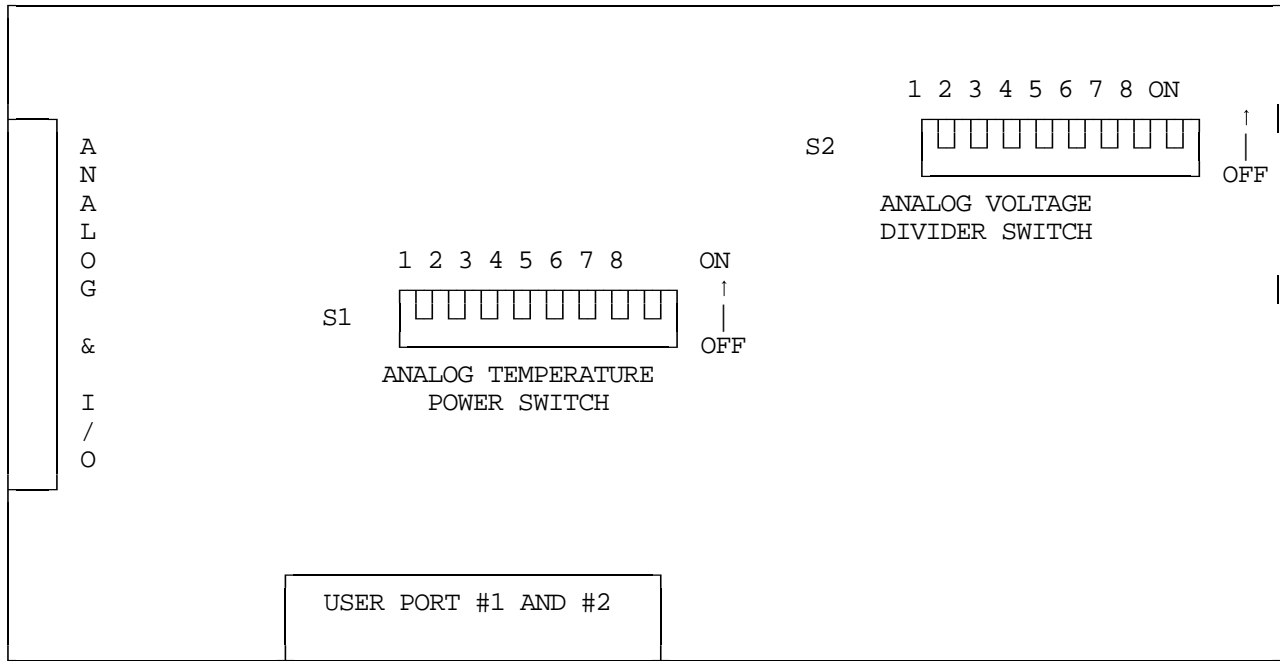 1 2 3 4 5 6 7 8 ON
↑
S2
OFF
ANALOG VOLTAGE
DIVIDER SWITCH
A
N
A
L
O
G
&
I
/
O
1 2 3 4 5 6 7 8 ON
↑
S1
OFF
ANALOG TEMPERATURE
POWER SWITCH
USER PORT #1 AND #2